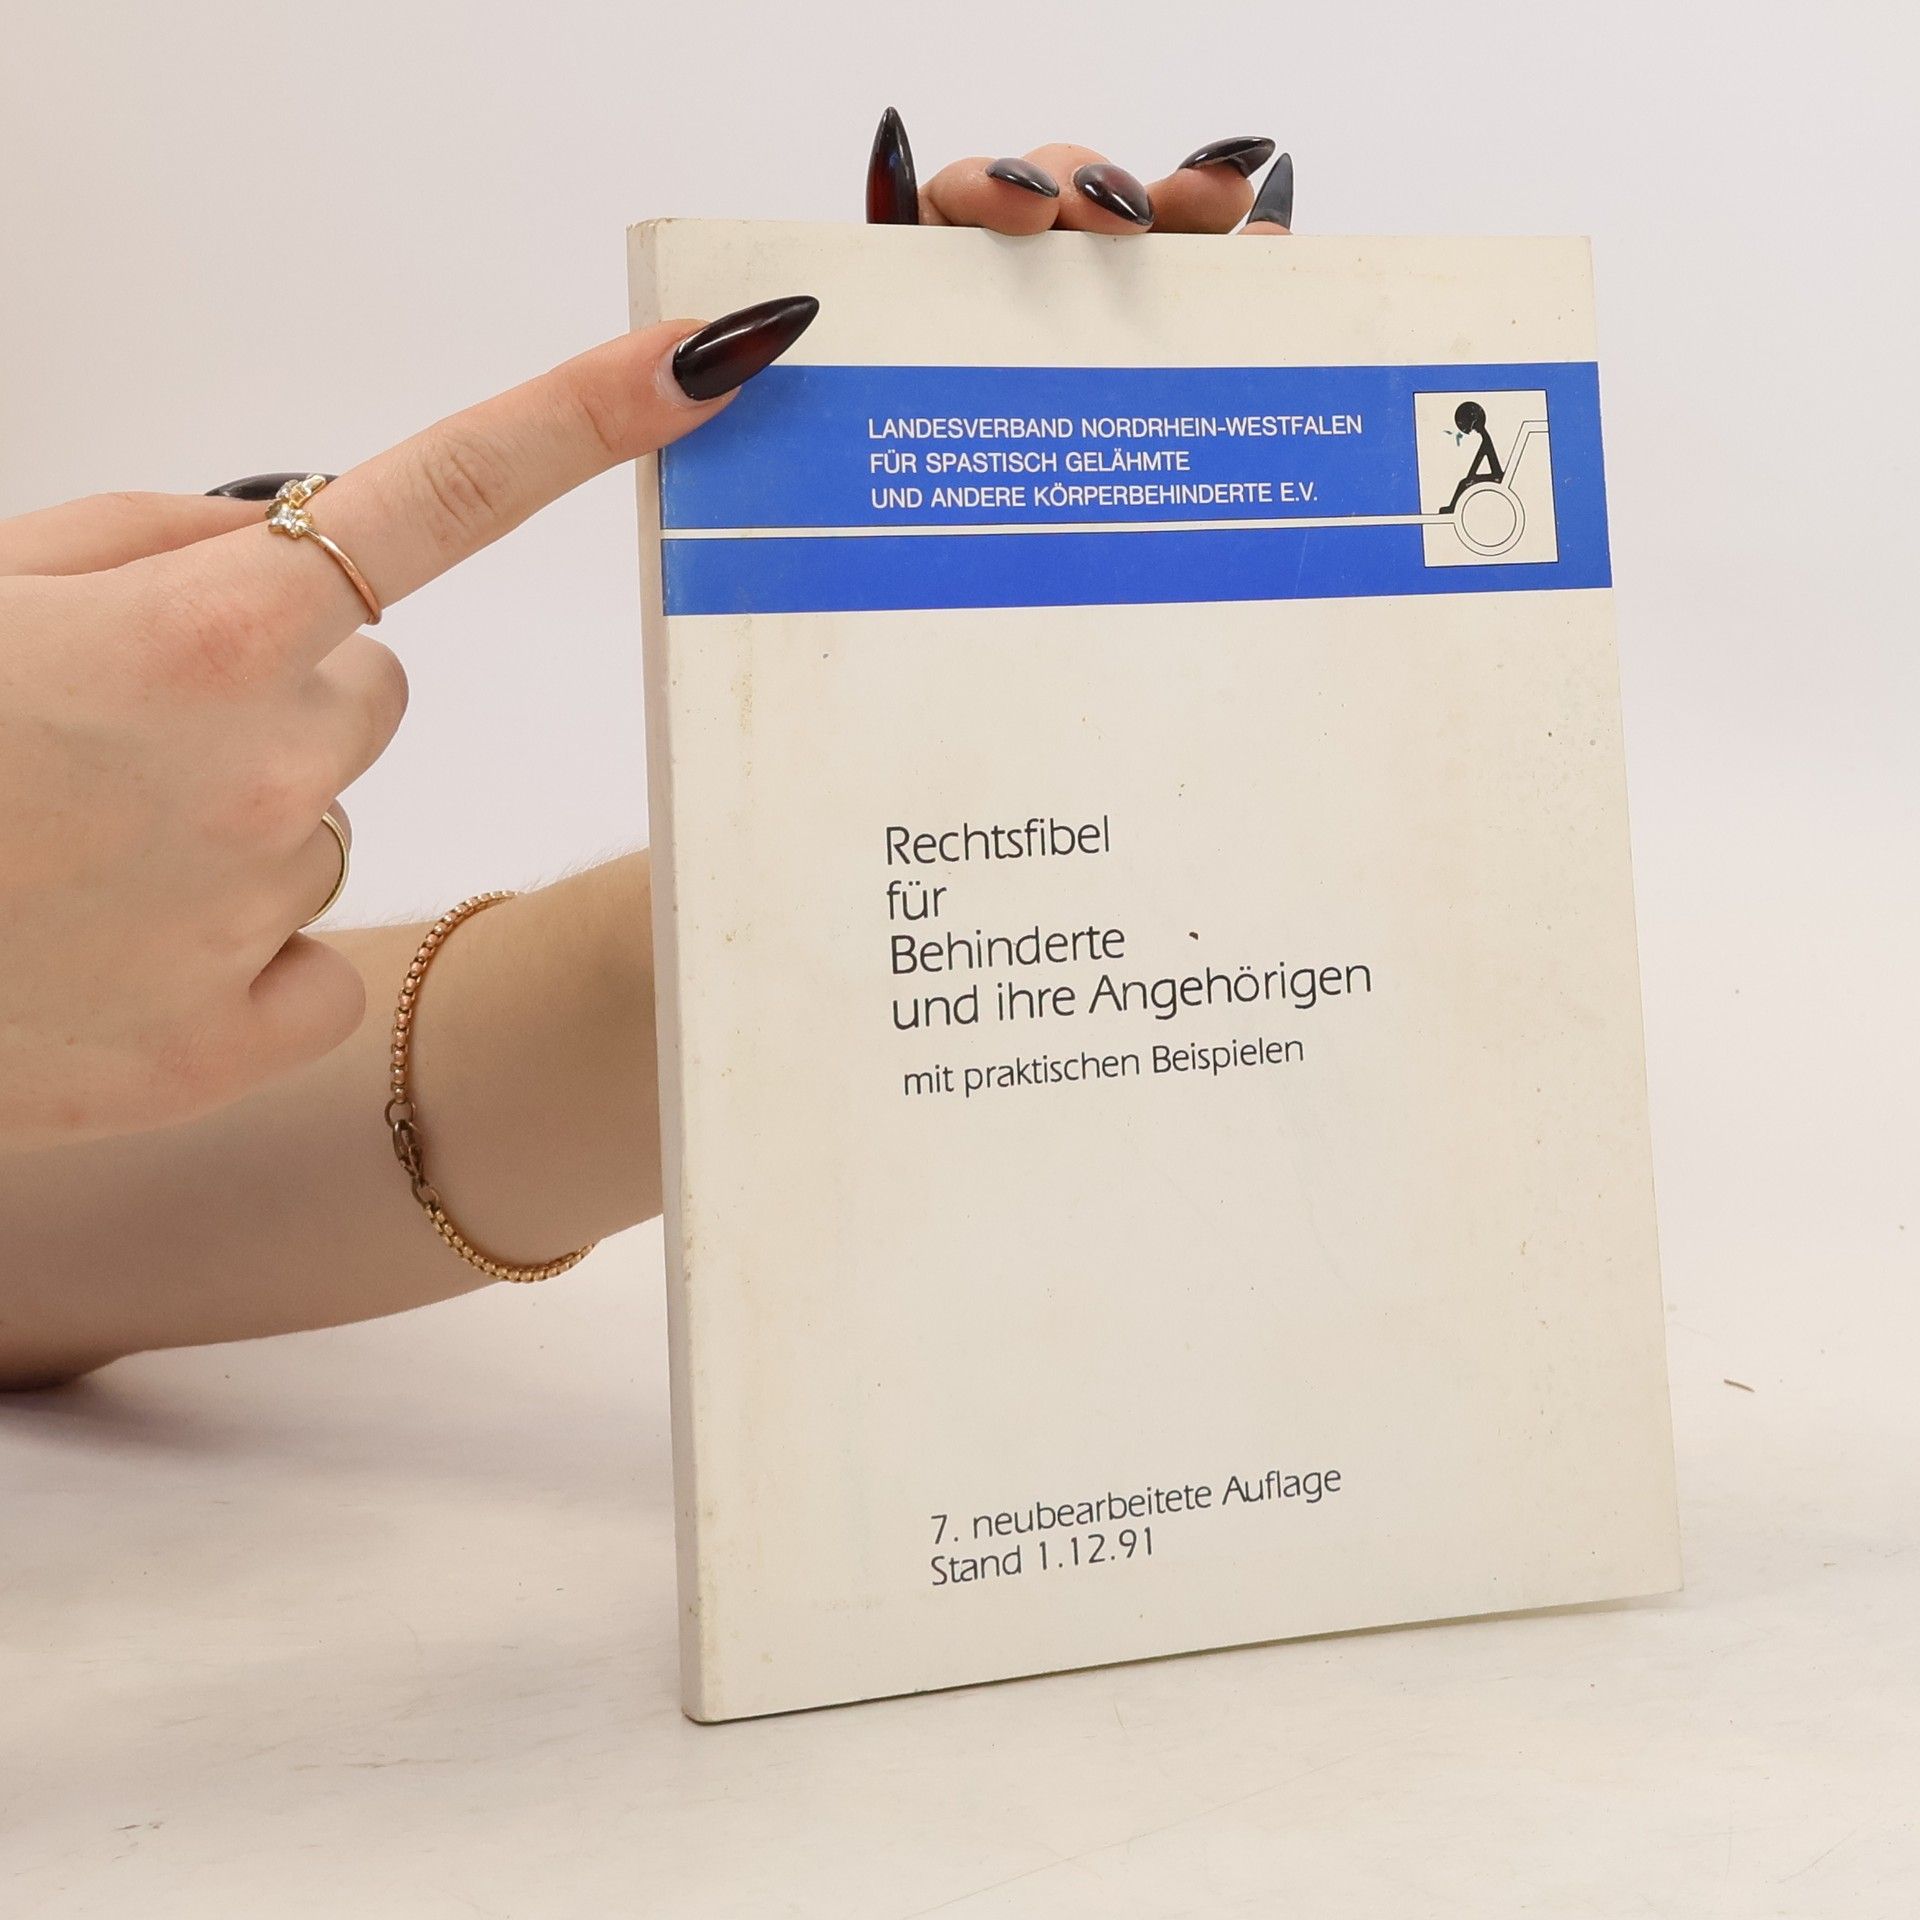 LANDESVERBAND NORDRHEIN-WESTFALEN
FÜR SPASTISCH GELÄHMTE
UND ANDERE KÖRPERBEHINDERTE E.V.
Rechtsfibel
für
Behinderte
und ihre Angehörigen
mit praktischen Beispielen
7. neubearbeitete Auflage
Stand 1.12.91